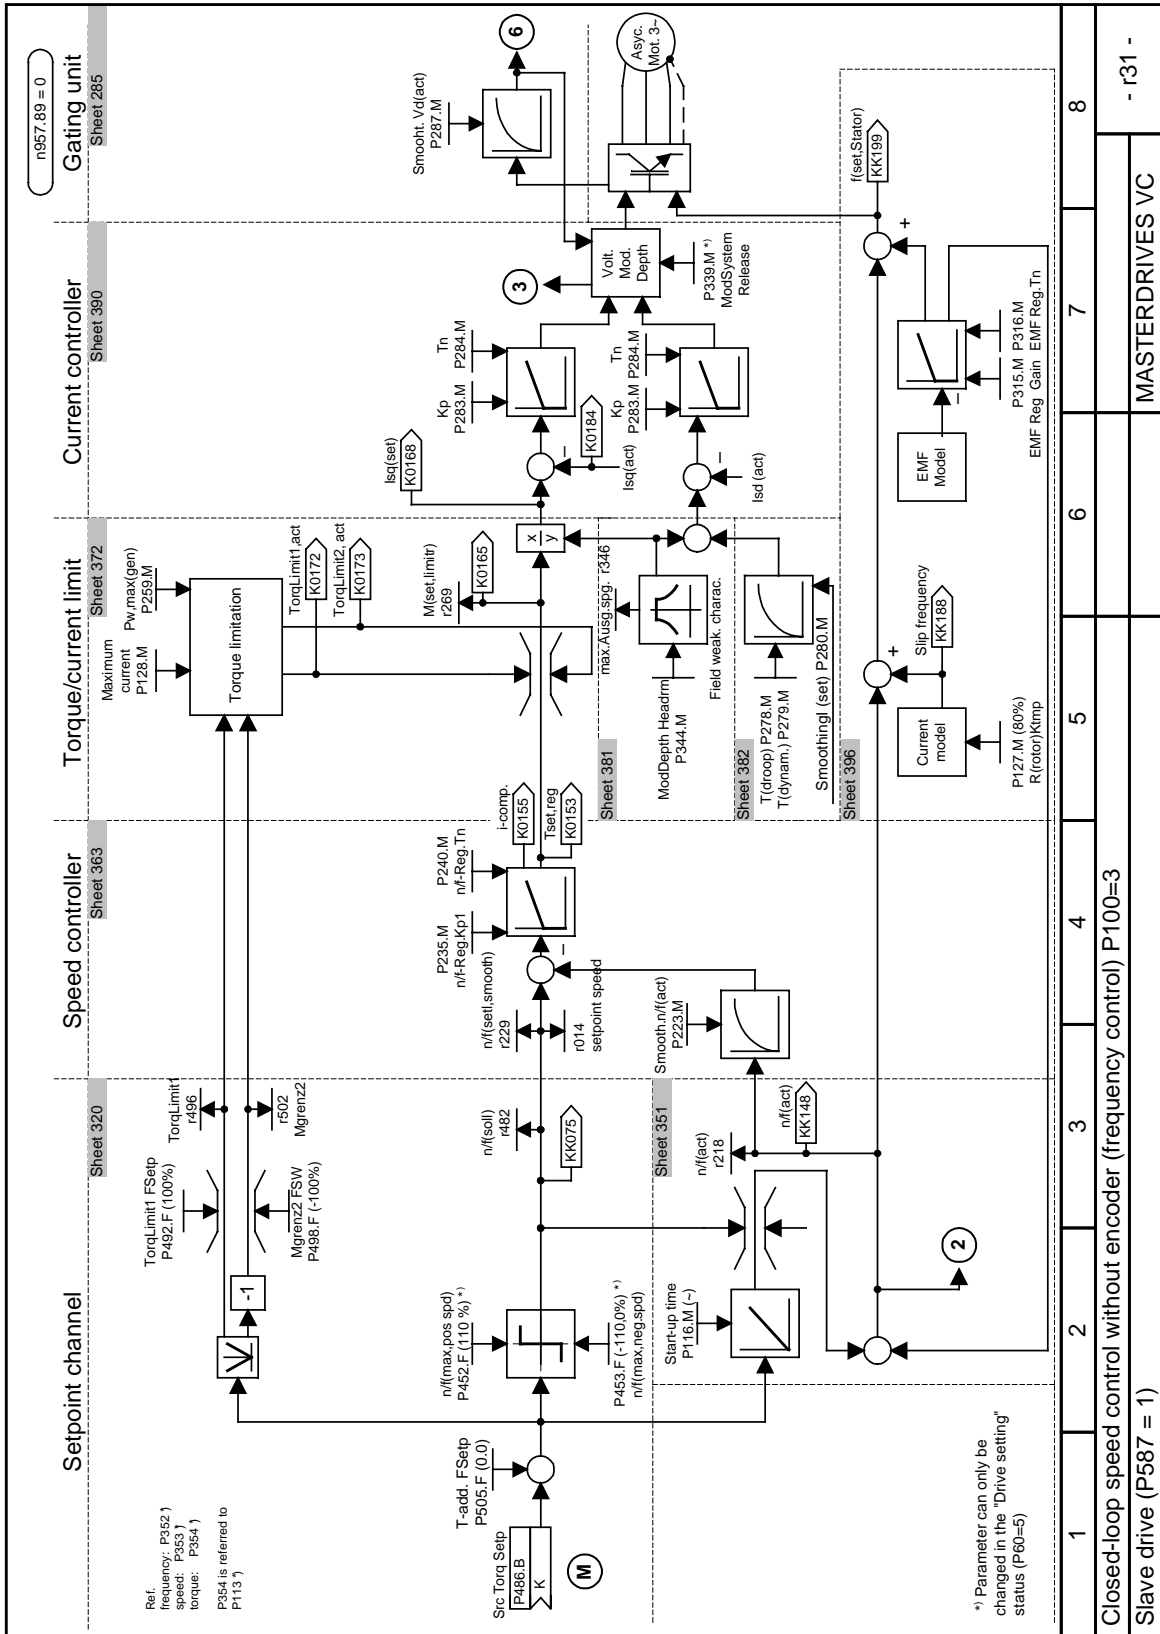 n957.89 = 0
Setpoint channel
Speed controller
Torque/current limit
Current controller
Gating unit
Sheet 320
Sheet 363
Sheet 372
Sheet 390
Sheet 285
Ref.
frequency: P352 *)
speed: P353 *)
torque: P354 *)
P354 is referred to
P113 *)
TorqLimit1 FSetp
P492.F (100%)
TorqLimit1
r496
r502
Mgrenz2
Mgrenz2 FSW
P498.F (-100%)
-1
Maximum
current
P128.M
Pw,max(gen)
P259.M
Torque limitation
TorqLimit1,act
K0172
TorqLimit2, act
K0173
Smooht. Vd(act)
P287.M
6
Asyc.
Mot. 3~
Src Torq Setp
P486.B
K
M
T-add. FSetp
P505.F (0.0)
n/f(max,pos spd)
P452.F (110 %) *)
P453.F (-110,0%) *)
n/f(max,neg.spd)
n/f(soll)
r482
KK075
n/f(setl,smooth)
r229
r014
setpoint speed
P235.M
n/f-Reg.Kp1
P240.M
n/f-Reg.Tn
i-comp.
K0155
Tset,reg
K0153
M(set,limitr)
r269
K0165
x
y
Isq(set)
K0168
Isq(act)
K0184
Kp
P283.M
Tn
P284.M
3
Volt.
Mod.
Depth
P339.M *)
ModSystem
Release
Sheet 381
max.Ausg.spg. r346
ModDepth Headrm
P344.M
Field weak. charac.
Isd (act)
Kp
P283.M
Tn
P284.M
Sheet 382
T(droop) P278.M
T(dynam.) P279.M
SmoothingI (set) P280.M
Sheet 351
Start-up time
P116.M (~)
n/f(act)
r218
n/f(act)
KK148
Smooth.n/f(act)
P223.M
2
Sheet 396
Current
model
P127.M (80%)
R(rotor)Ktmp
Slip frequency
KK188
+
EMF
Model
P315.M
EMF Reg Gain
P316.M
EMF Reg.Tn
+
f(set,Stator)
KK199
*) Parameter can only be
changed in the "Drive setting"
status (P60=5)
1 2 3 4 5 6 7 8
Closed-loop speed control without encoder (frequency control) P100=3
Slave drive (P587 = 1)
MASTERDRIVES VC
- r31 -